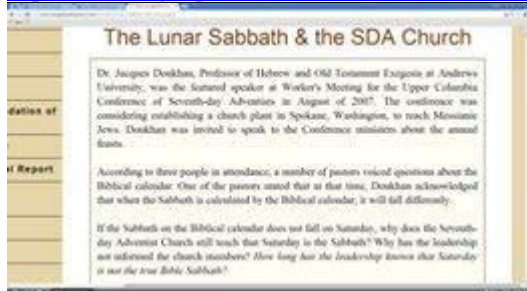 The Lunar Sabbath & the SDA Church
Dr. Jacques Doukhan, Professor of Hebrew and Old Testament Exegesis at Andrews
University, was the featured speaker at Worker's Meeting for the Upper Columbia
Conference of Seventh-day Adventists in August of 2007. The conference was
considering establishing a church plant in Spokane, Washington, to reach Messianic
Jews. Doukhan was invited to speak to the Conference ministers about the annual
feasts.
dation of
al Report
According to three people in attendance, a number of pastors voiced questions about the
Biblical calendar. One of the pastors stated that at that time, Doukhan acknowledged
that when the Sabbath is calculated by the Biblical calendar, it will fall differently.
If the Sabbath on the Biblical calendar does not fall on Saturday, why does the Seventh-
day Adventist Church still teach that Saturday is the Sabbath? Why has the leadership
not informed the church members? How long has the leadership known that Saturday
is not the true Bible Sabbath?